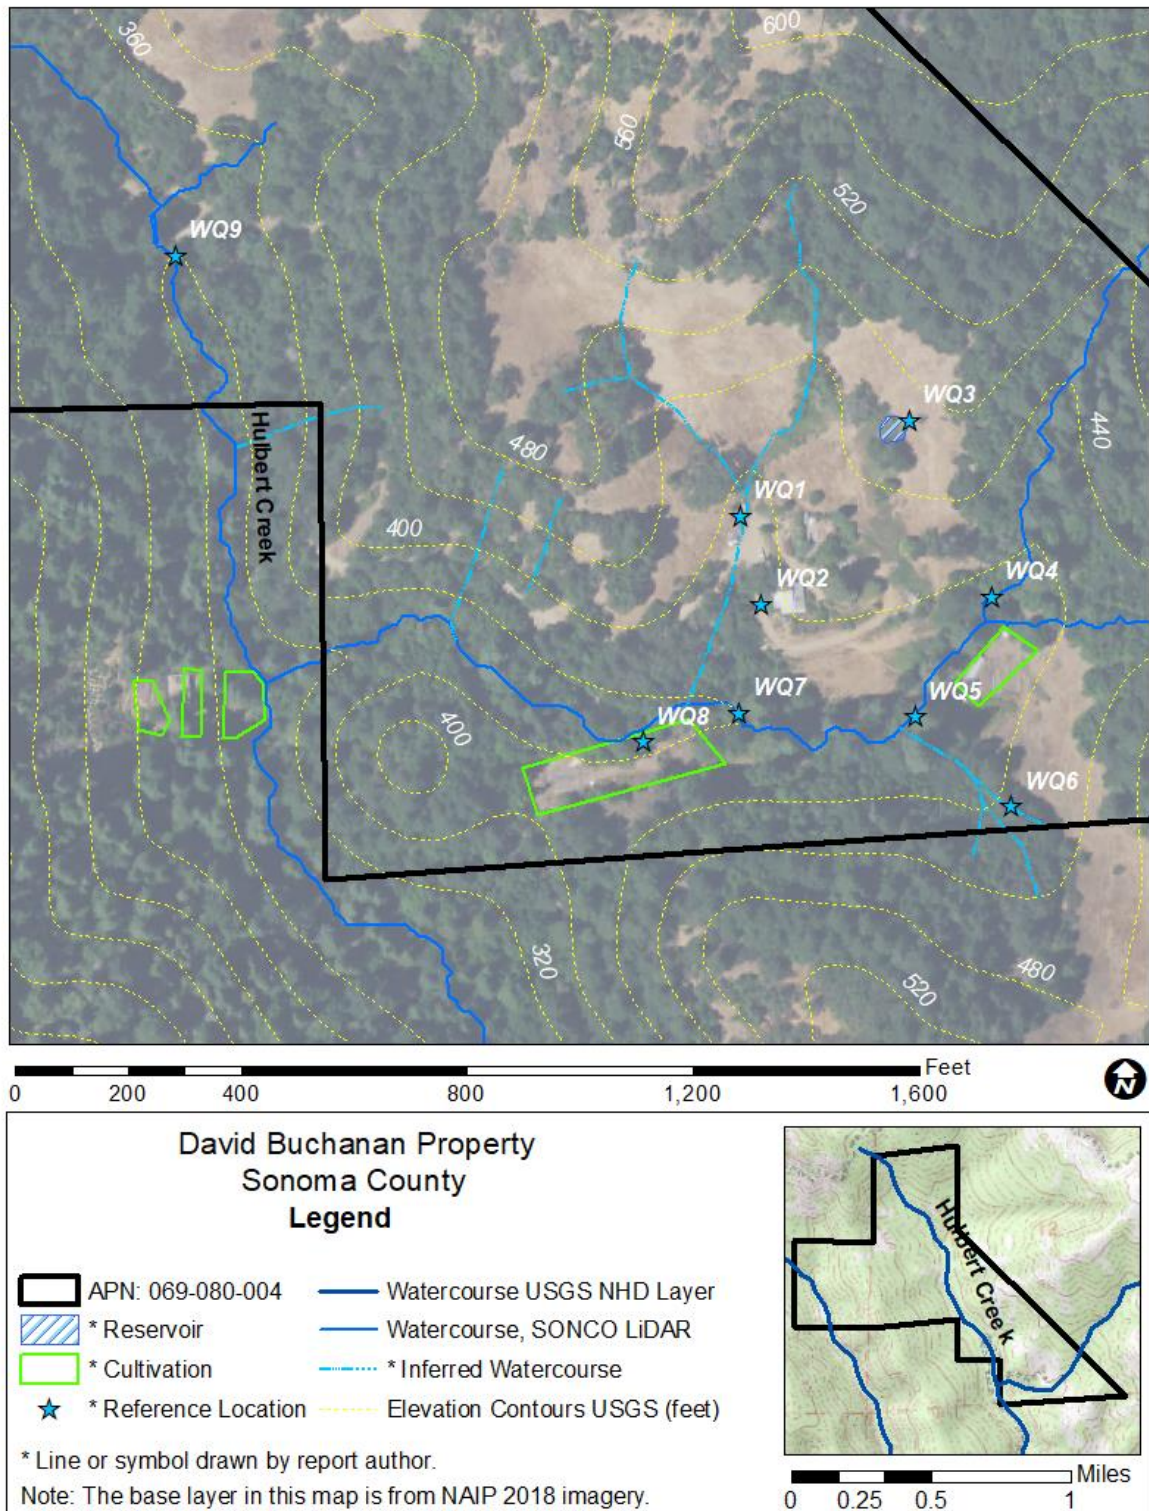 600
360
560
520
WQ9
WQ3
440
Hulbert Creek
480
WQ1
400
WQ2
WQ4
WQ7
WQ5
WQ8
400
WQ6
320
480
520
Feet
0 200 400 800 1,200 1,600
N
David Buchanan Property
Sonoma County
Legend
APN: 069-080-004
Watercourse USGS NHD Layer
* Reservoir
Watercourse, SONCO LiDAR
* Cultivation
* Inferred Watercourse
* Reference Location
Elevation Contours USGS (feet)
* Line or symbol drawn by report author.
Note: The base layer in this map is from NAIP 2018 imagery.
Hulbert Creek
Miles
0 0.25 0.5 1